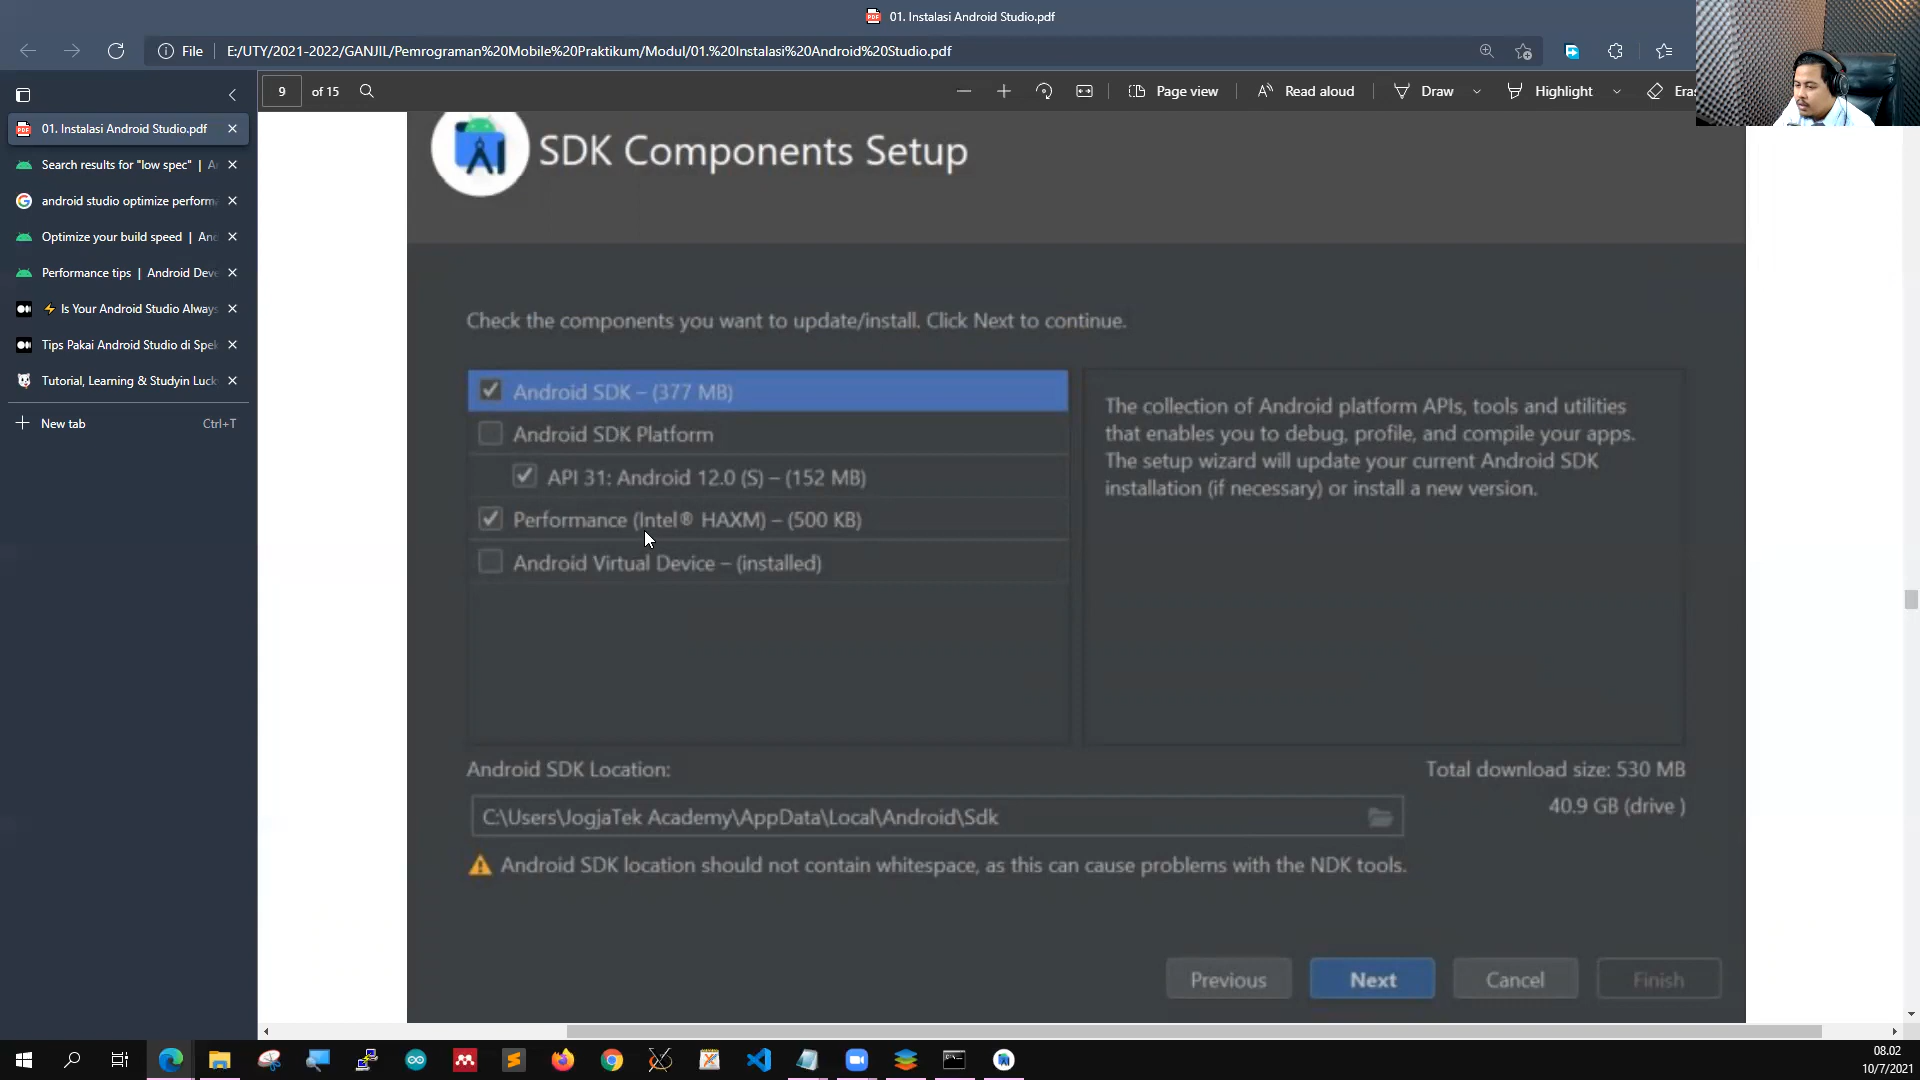 01. Instalasi Android Studio.pdf
File
E:/UTY/2021-2022/GANJIL/Pemrograman%20Mobile%20Praktikum/Modul/01.%20Instalasi%20Android%20Studio.pdf
9 of 15
Page view
Read aloud
Draw
Highlight
Eras
01. Instalasi Android Studio.pdf
Search results for "low spec" |
android studio optimize perform
Optimize your build speed | And
Performance tips | Android Deve
⚡ Is Your Android Studio Always
Tips Pakai Android Studio di Spek
Tutorial, Learning & Studyin Luck
New tab Ctrl+T
SDK Components Setup
Check the components you want to update/install. Click Next to continue.
Android SDK – (377 MB)
Android SDK Platform
API 31: Android 12.0 (S) – (152 MB)
Performance (Intel® HAXM) – (500 KB)
Android Virtual Device – (installed)
The collection of Android platform APIs, tools and utilities
that enables you to debug, profile, and compile your apps.
The setup wizard will update your current Android SDK
installation (if necessary) or install a new version.
Android SDK Location:
Total download size: 530 MB
C:\Users\JogjaTek Academy\AppData\Local\Android\Sdk
40.9 GB (drive )
Android SDK location should not contain whitespace, as this can cause problems with the NDK tools.
Previous
Next
Cancel
Finish
08.02
10/7/2021